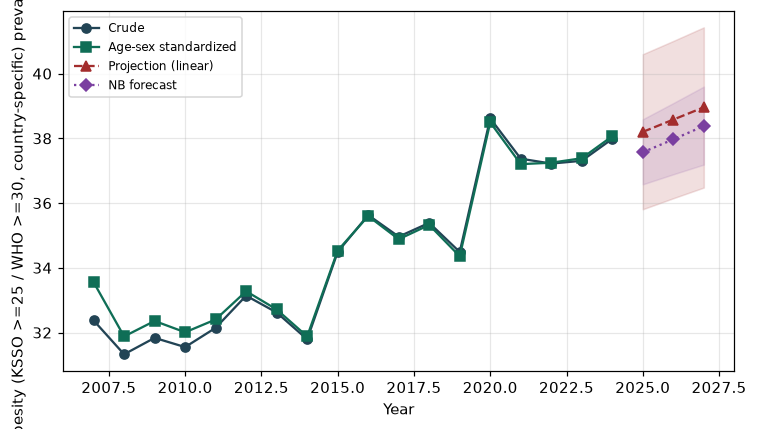 Crude
Age-sex standardized
Projection (linear)
NB forecast
(KSSO >=25 / WHO >=30, country-specific)
40
38
36
34
32
2007.5 2010.0 2012.5 2015.0 2017.5 2020.0 2022.5 2025.0 2027.5
Year